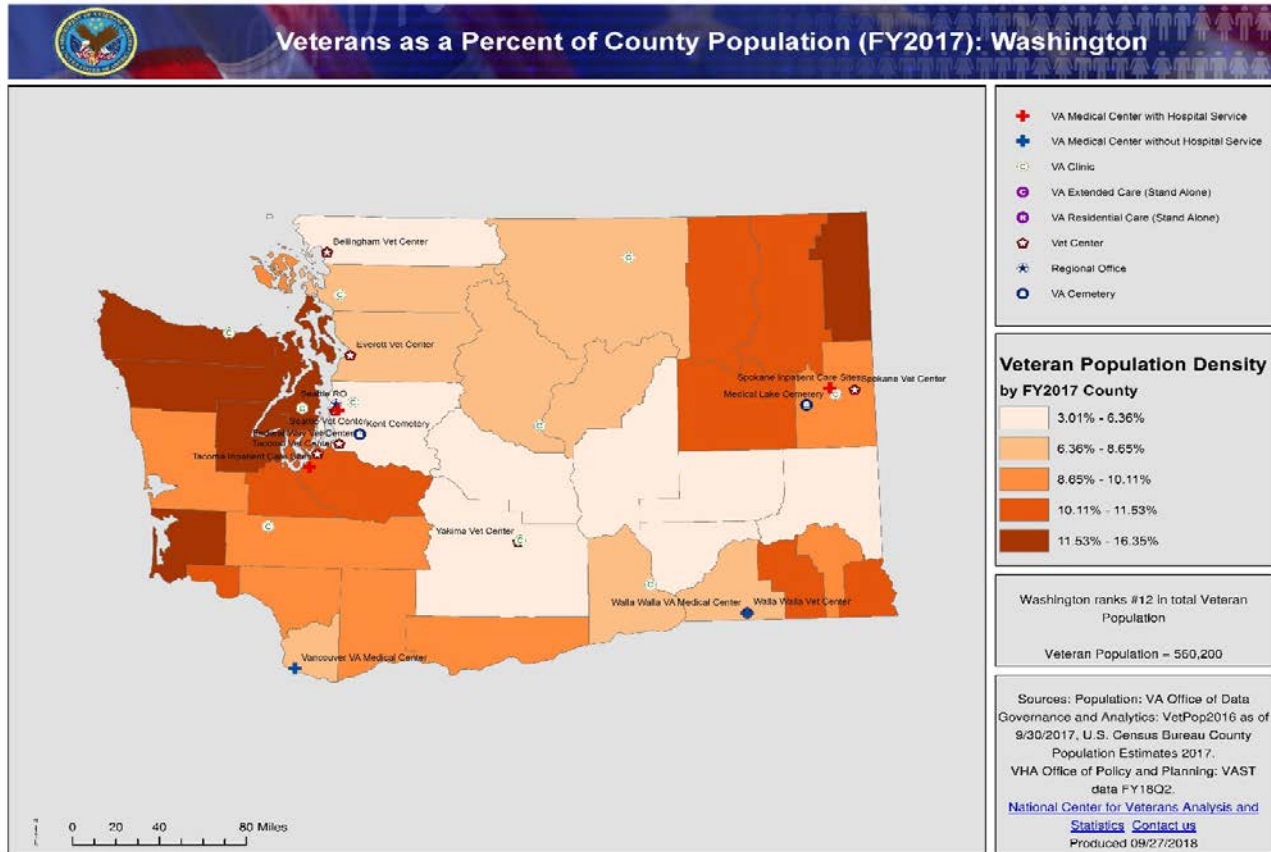 Veterans as a Percent of County Population (FY2017): Washington
Bellingham Vet Center
Everett Vet Center
Seattle RO
Seattle Vet Center
Kent Cemetery
Federal Way Vet Center
Tacoma Vet Center
Tacoma Inpatient Care Sites
Spokane Inpatient Care Sites
Spokane Vet Center
Medical Lake Cemetery
Yakima Vet Center
Walla Walla VA Medical Center
Walla Walla Vet Center
Vancouver VA Medical Center
0 20 40 80 Miles
VA Medical Center with Hospital Service
VA Medical Center without Hospital Service
C VA Clinic
VA Extended Care (Stand Alone)
VA Residential Care (Stand Alone)
Vet Center
Regional Office
VA Cemetery
Veteran Population Density
by FY2017 County
3.01% - 6.36%
6.36% - 8.65%
8.65% - 10.11%
10.11% - 11.53%
11.53% - 16.35%
Washington ranks #12 in total Veteran
Population
Veteran Population = 560,200
Sources: Population: VA Office of Data
Governance and Analytics: VetPop2016 as of
9/30/2017, U.S. Census Bureau County
Population Estimates 2017.
VHA Office of Policy and Planning: VAST
data FY18Q2.
National Center for Veterans Analysis and
Statistics Contact us
Produced 09/27/2018